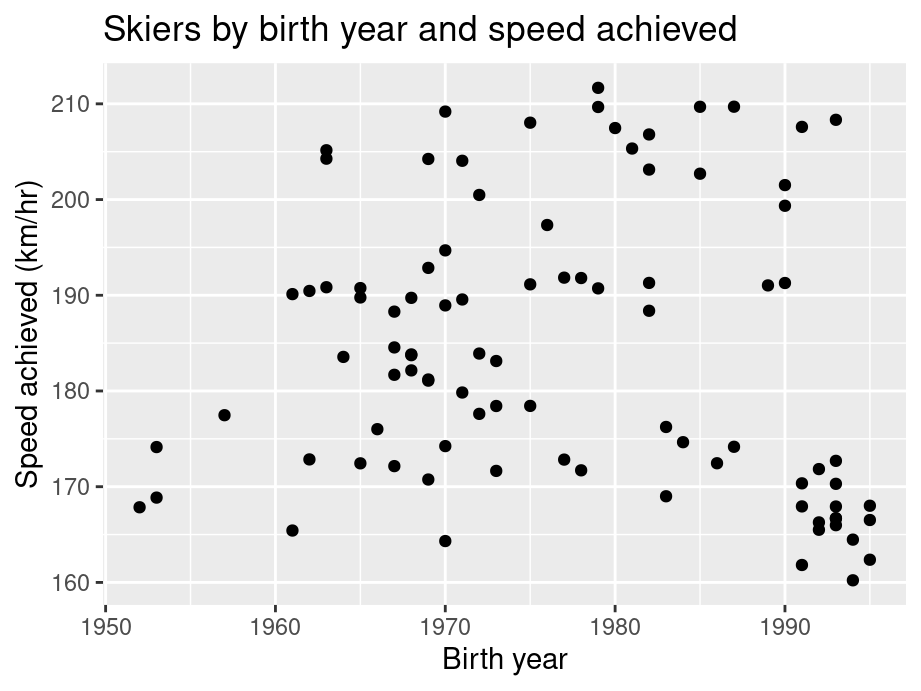 Skiers by birth year and speed achieved
Speed achieved (km/hr)
210
200
190
180
170
160
1950 1960 1970 1980 1990
Birth year